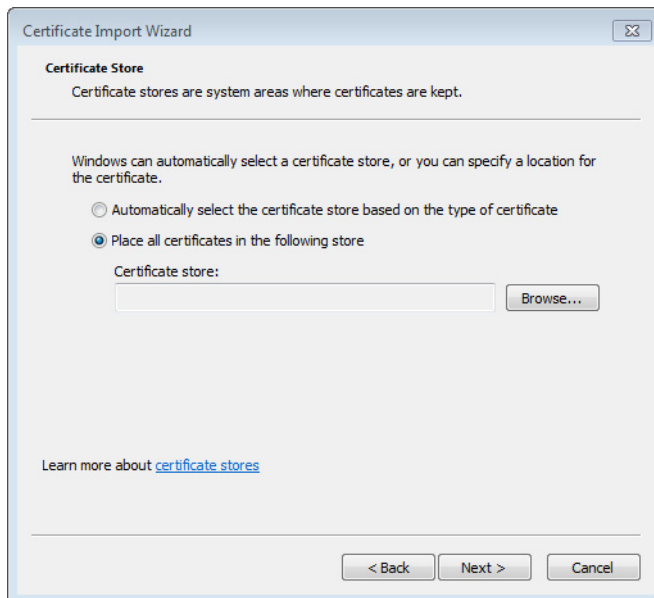 Certificate Import Wizard
Certificate Store
Certificate stores are system areas where certificates are kept.
Windows can automatically select a certificate store, or you can specify a location for
the certificate.
Automatically select the certificate store based on the type of certificate
Place all certificates in the following store
Certificate store:
Browse...
Learn more about certificate stores
< Back Next > Cancel